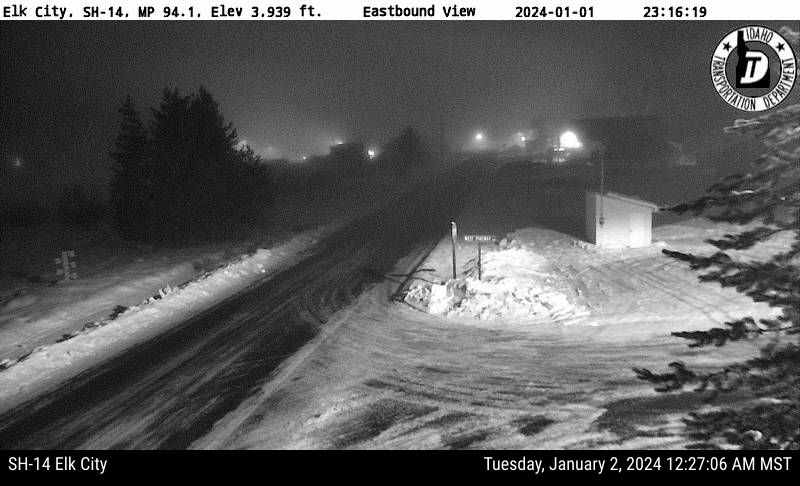 Elk City, SH-14, MP 94.1, Elev 3,939 ft. Eastbound View 2024-01-01 23:16:19
IDAHO
TRANSPORTATION DEPARTMENT
SH-14 Elk City Tuesday, January 2, 2024 12:27:06 AM MST